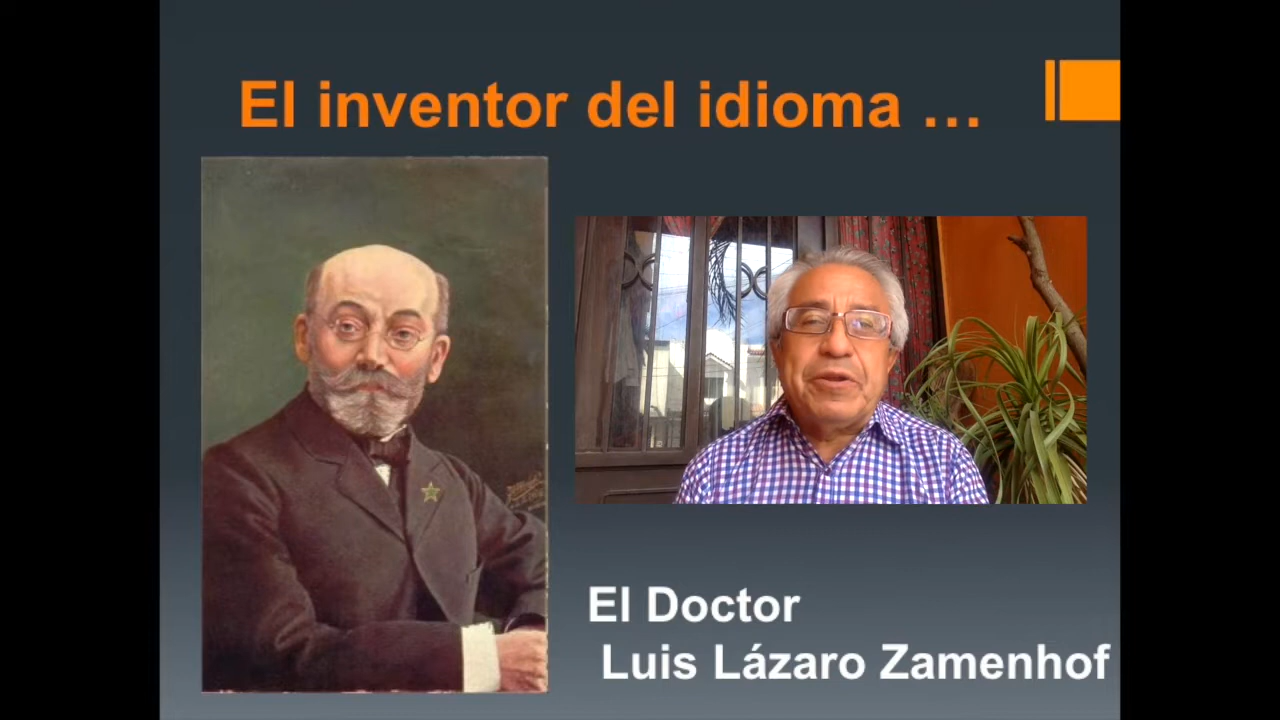 El inventor del idioma ...
El Doctor
Luis Lázaro Zamenhof